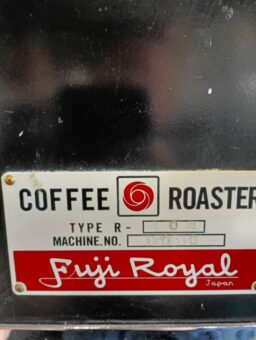 COFFEE ROASTER
TYPE R-
MACHINE. NO.
Fuji Royal
Japan